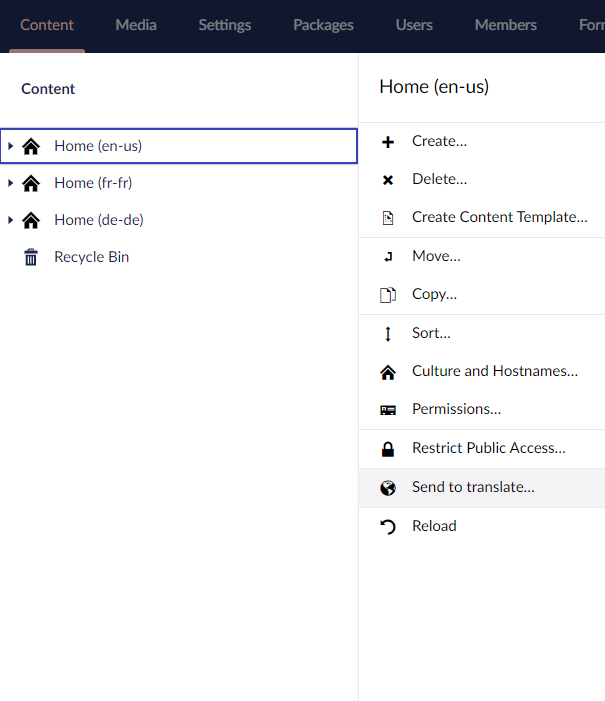 Content Media Settings Packages Users Members
Content
Home (en-us)
Home (fr-fr)
Home (de-de)
Recycle Bin
Home (en-us)
Create...
Delete...
Create Content Template...
Move...
Copy...
Sort...
Culture and Hostnames...
Permissions...
Restrict Public Access...
Send to translate...
Reload